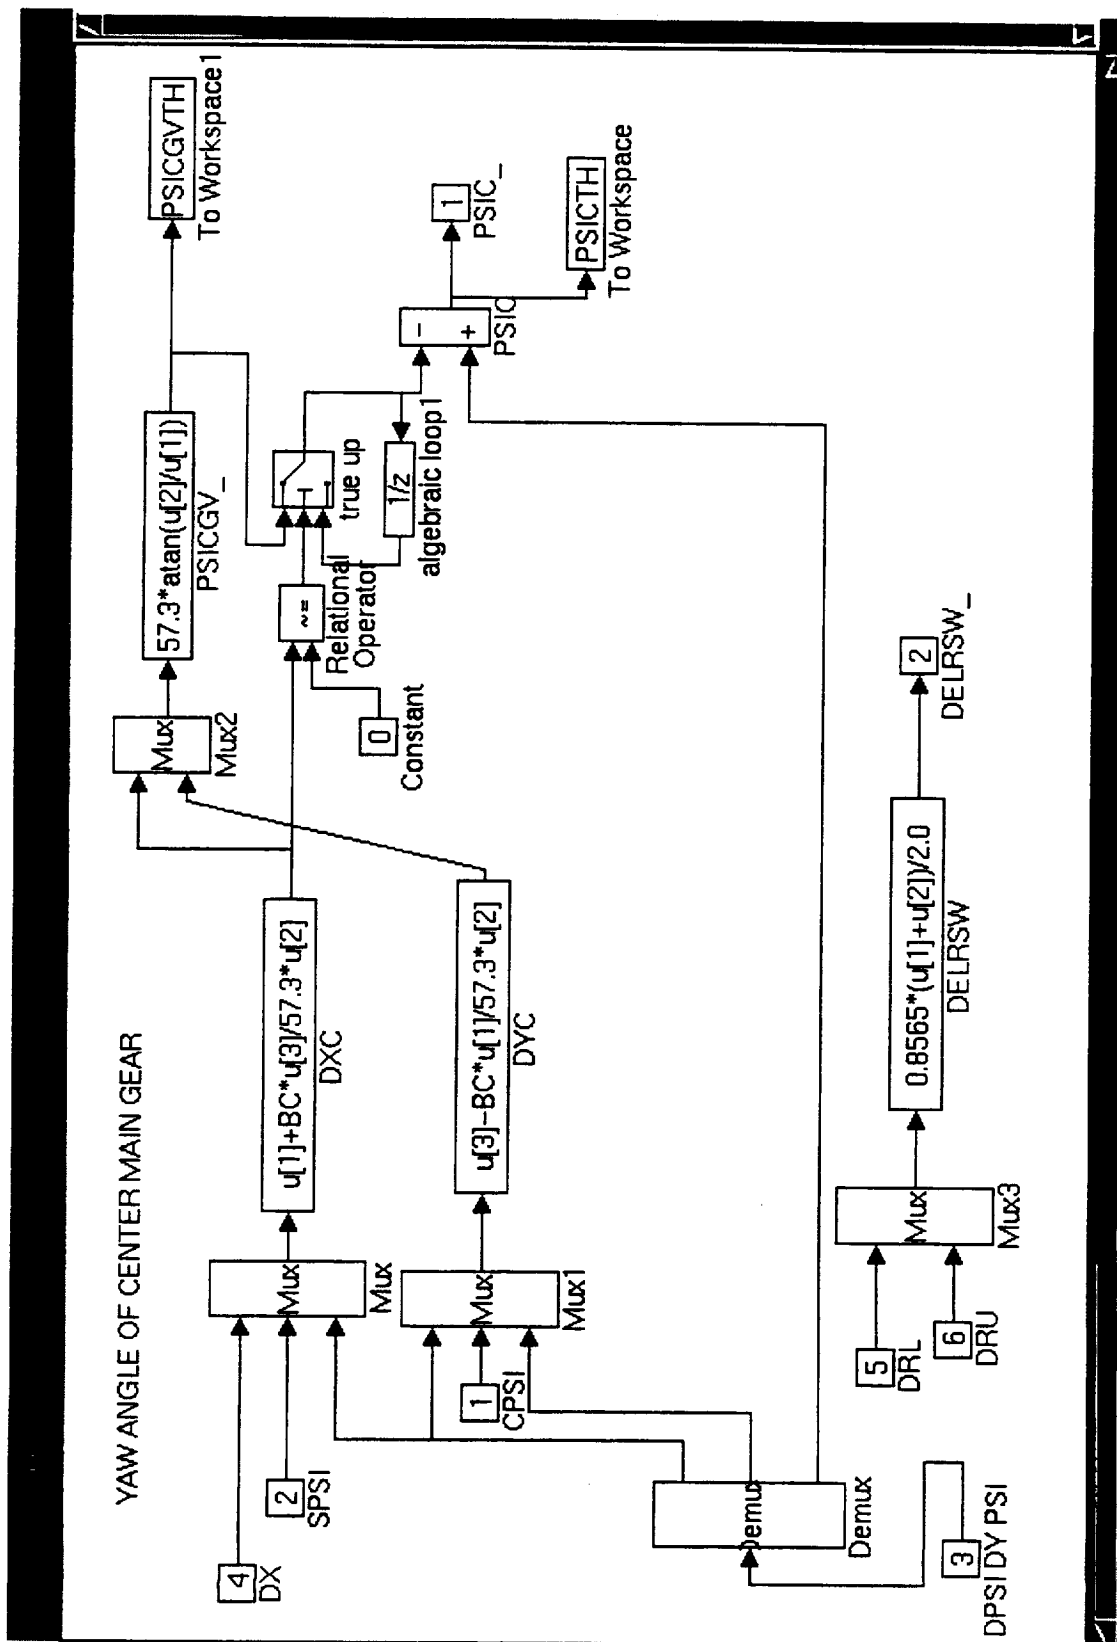 YAW ANGLE OF CENTER MAIN GEAR
4
DX
2
SPSI
Mux
Mux
u[1]+BC*u[3]/57.3*u[2]
DXC
Mux
Mux2
57.3*atan(u[2]/u[1])
PSICGV_
PSICGVTH
To Workspace1
1
CPSI
Mux
Mux1
u[3]-BC*u[1]/57.3*u[2]
DYC
0
Constant
~=
Relational
Operator
true up
1/z
algebraic loop1
-
+
PSIC
1
PSIC_
PSICTH
To Workspace
3
DPSI DY PSI
Demux
Demux
5
DRL
6
DRU
Mux
Mux3
0.8565*(u[1]+u[2])/2.0
DELRSW
2
DELRSW_